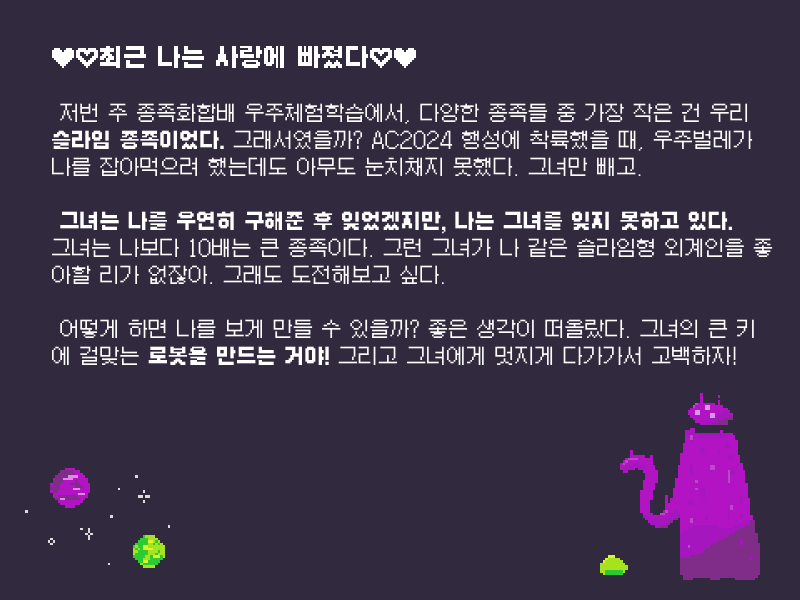 ♥♡최근 나는 사랑에 빠졌다♡♥
저번 주 종족화합배 우주체험학습에서, 다양한 종족들 중 가장 작은 건 우리
슬라임 종족이었다. 그래서였을까? AC2024 행성에 착륙했을 때, 우주벌레가
나를 잡아먹으려 했는데도 아무도 눈치채지 못했다. 그녀만 빼고.
그녀는 나를 우연히 구해준 후 잊었겠지만, 나는 그녀를 잊지 못하고 있다.
그녀는 나보다 10배는 큰 종족이다. 그런 그녀가 나 같은 슬라임형 외계인을 좋
아할 리가 없잖아. 그래도 도전해보고 싶다.
어떻게 하면 나를 보게 만들 수 있을까? 좋은 생각이 떠올랐다. 그녀의 큰 키
에 걸맞는 로봇을 만드는 거야! 그리고 그녀에게 멋지게 다가가서 고백하자!